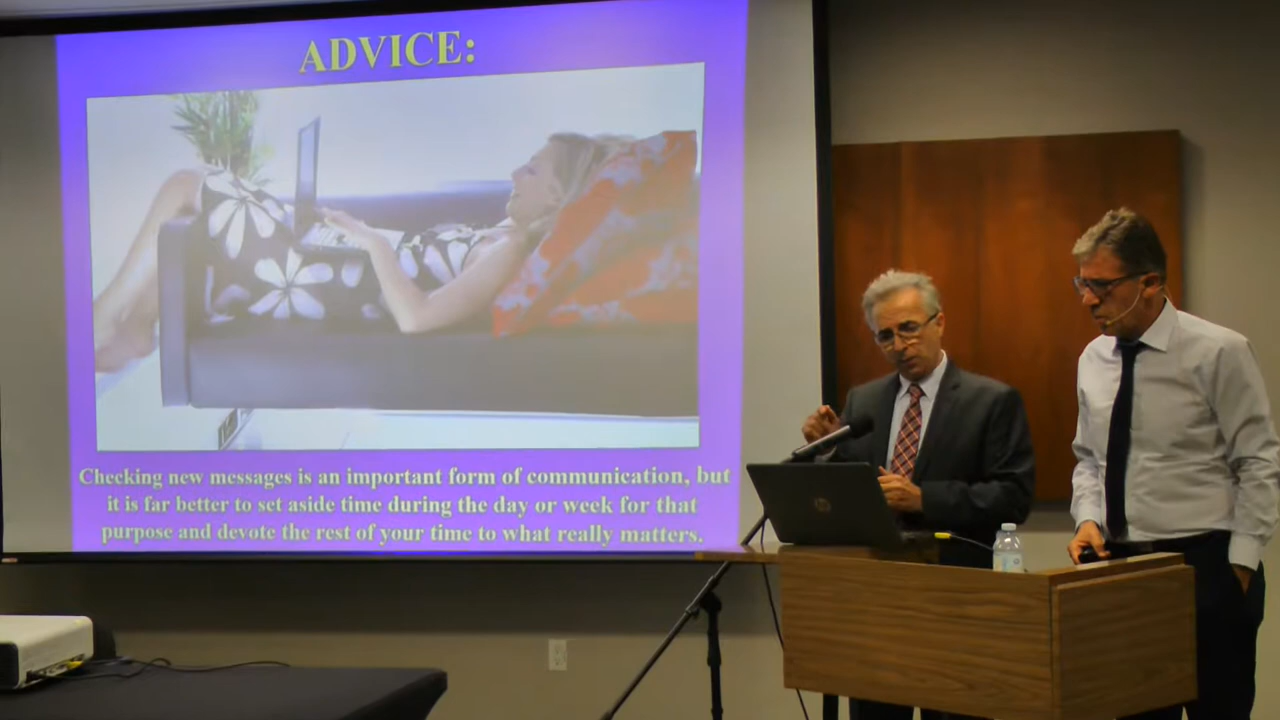 ADVICE:
Checking new messages is an important form of communication, but
it is far better to set aside time during the day or week for that
purpose and devote the rest of your time to what really matters.
hp